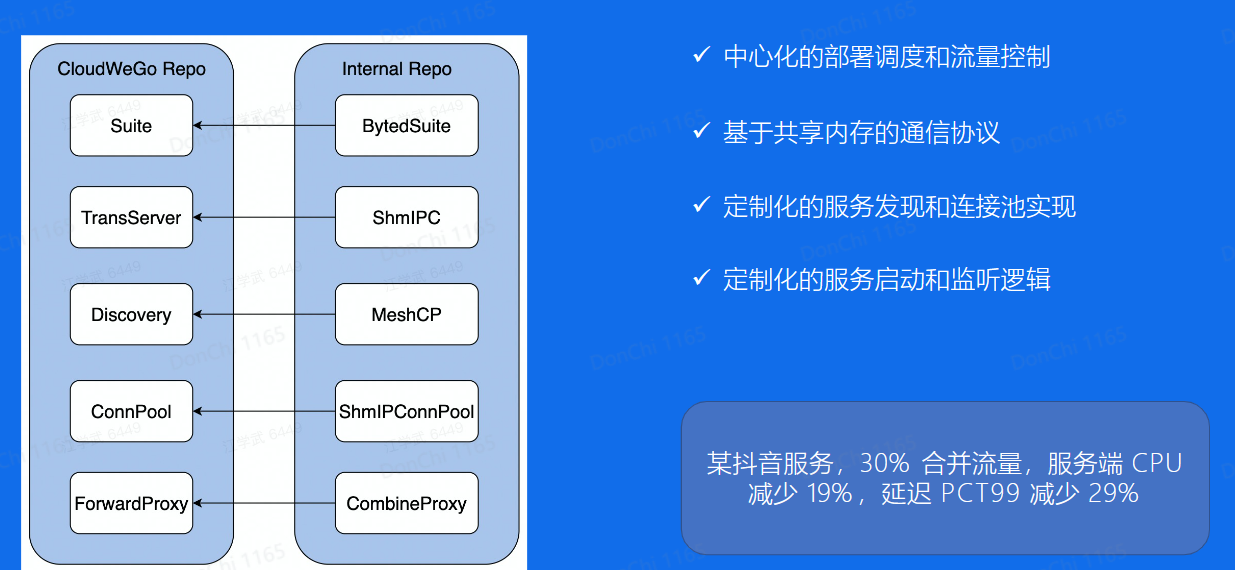 CloudWeGo Repo
Internal Repo
Suite
BytedSuite
TransServer
ShmIPC
Discovery
MeshCP
ConnPool
ShmIPConnPool
ForwardProxy
CombineProxy
✓ 中心化的部署调度和流量控制
✓ 基于共享内存的通信协议
✓ 定制化的服务发现和连接池实现
✓ 定制化的服务启动和监听逻辑
某抖音服务，30% 合并流量，服务端 CPU
减少 19%，延迟 PCT99 减少 29%
DonChi 1165